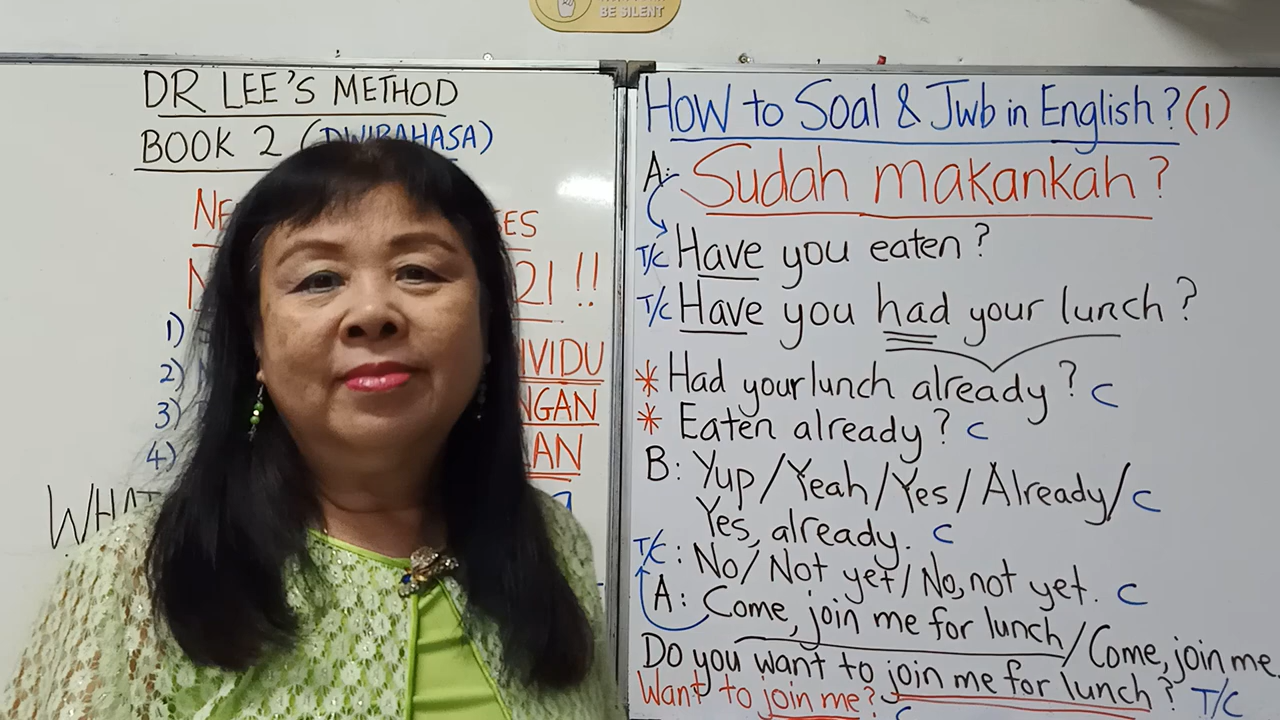 BE SILENT
DR LEE'S METHOD
BOOK 2 (DWIBAHASA)
21 !!
1)
2)
3)
4)
WHAT
HOW to Soal & Jwb in English? (1)
A: Sudah makankah?
T/C Have you eaten?
T/C Have you had your lunch?
* Had your lunch already? C
* Eaten already? C
B: Yup/Yeah/Yes/Already/ C
Yes, already. C
T/C: No/Not yet/No, not yet. C
A: Come, join me for lunch/Come, join me.
Do you want to join me for lunch? T/C
Want to join me? C